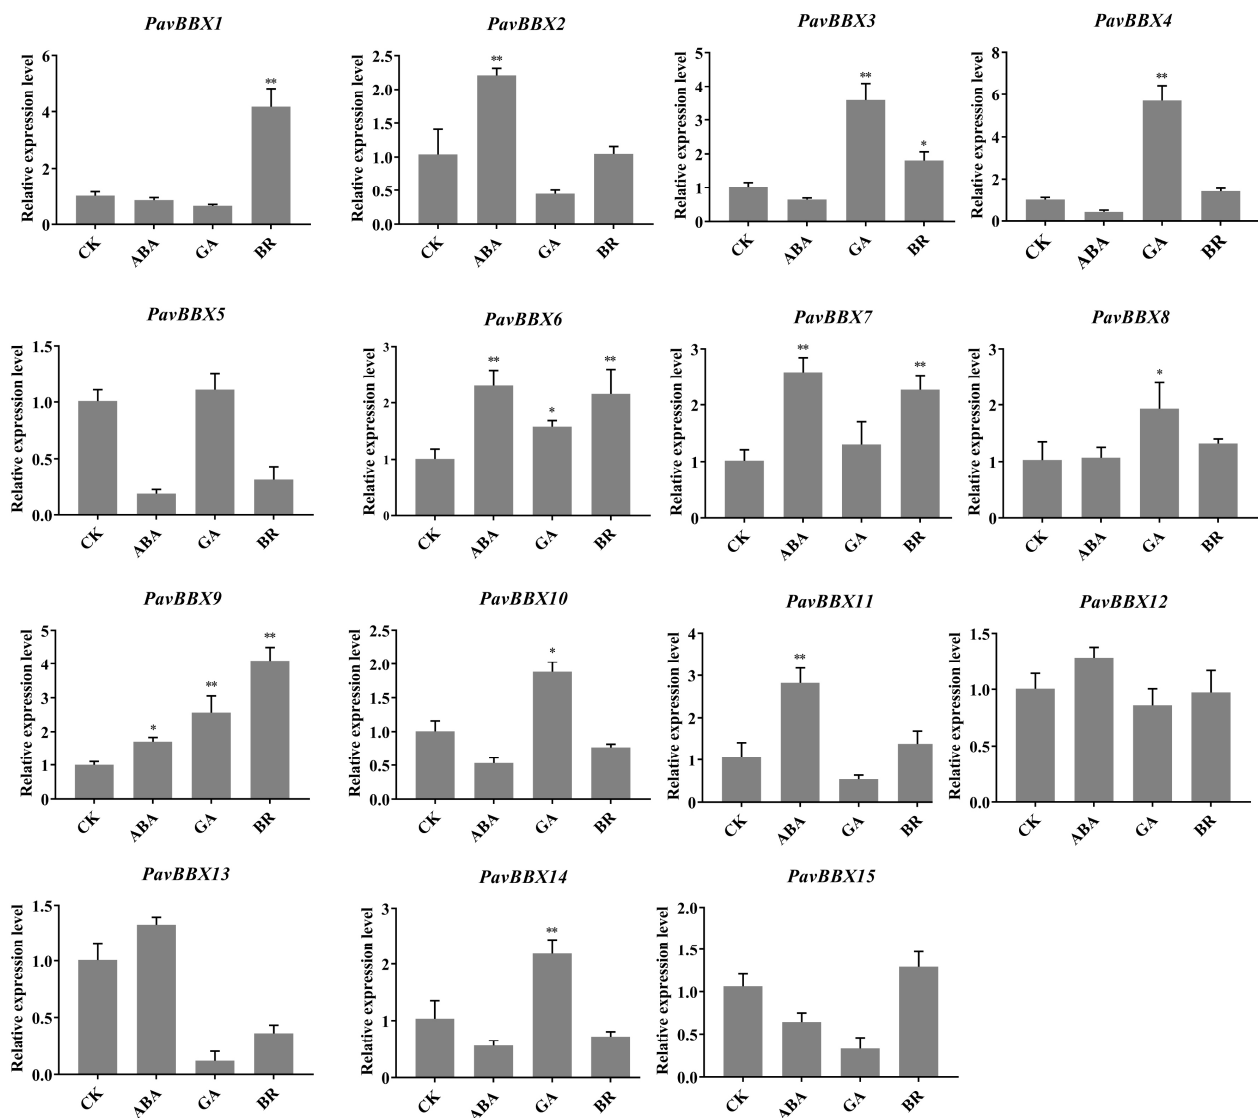 PavBBX1
Relative expression level
6
4
2
0
**
CK
ABA
GA
BR
PavBBX2
Relative expression level
2.5
2.0
1.5
1.0
0.5
0.0
**
CK
ABA
GA
BR
PavBBX3
Relative expression level
5
4
3
2
1
0
**
*
CK
ABA
GA
BR
PavBBX4
Relative expression level
8
6
4
2
0
**
CK
ABA
GA
BR
PavBBX5
Relative expression level
1.5
1.0
0.5
0.0
CK
ABA
GA
BR
PavBBX6
Relative expression level
3
2
1
0
**
*
**
CK
ABA
GA
BR
PavBBX7
Relative expression level
3
2
1
0
**
**
CK
ABA
GA
BR
PavBBX8
Relative expression level
3
2
1
0
*
CK
ABA
GA
BR
PavBBX9
Relative expression level
5
4
3
2
1
0
*
**
**
CK
ABA
GA
BR
PavBBX10
Relative expression level
2.5
2.0
1.5
1.0
0.5
0.0
*
CK
ABA
GA
BR
PavBBX11
Relative expression level
4
3
2
1
0
**
CK
ABA
GA
BR
PavBBX12
Relative expression level
1.5
1.0
0.5
0.0
CK
ABA
GA
BR
PavBBX13
Relative expression level
1.5
1.0
0.5
0.0
CK
ABA
GA
BR
PavBBX14
Relative expression level
3
2
1
0
**
CK
ABA
GA
BR
PavBBX15
Relative expression level
2.0
1.5
1.0
0.5
0.0
CK
ABA
GA
BR